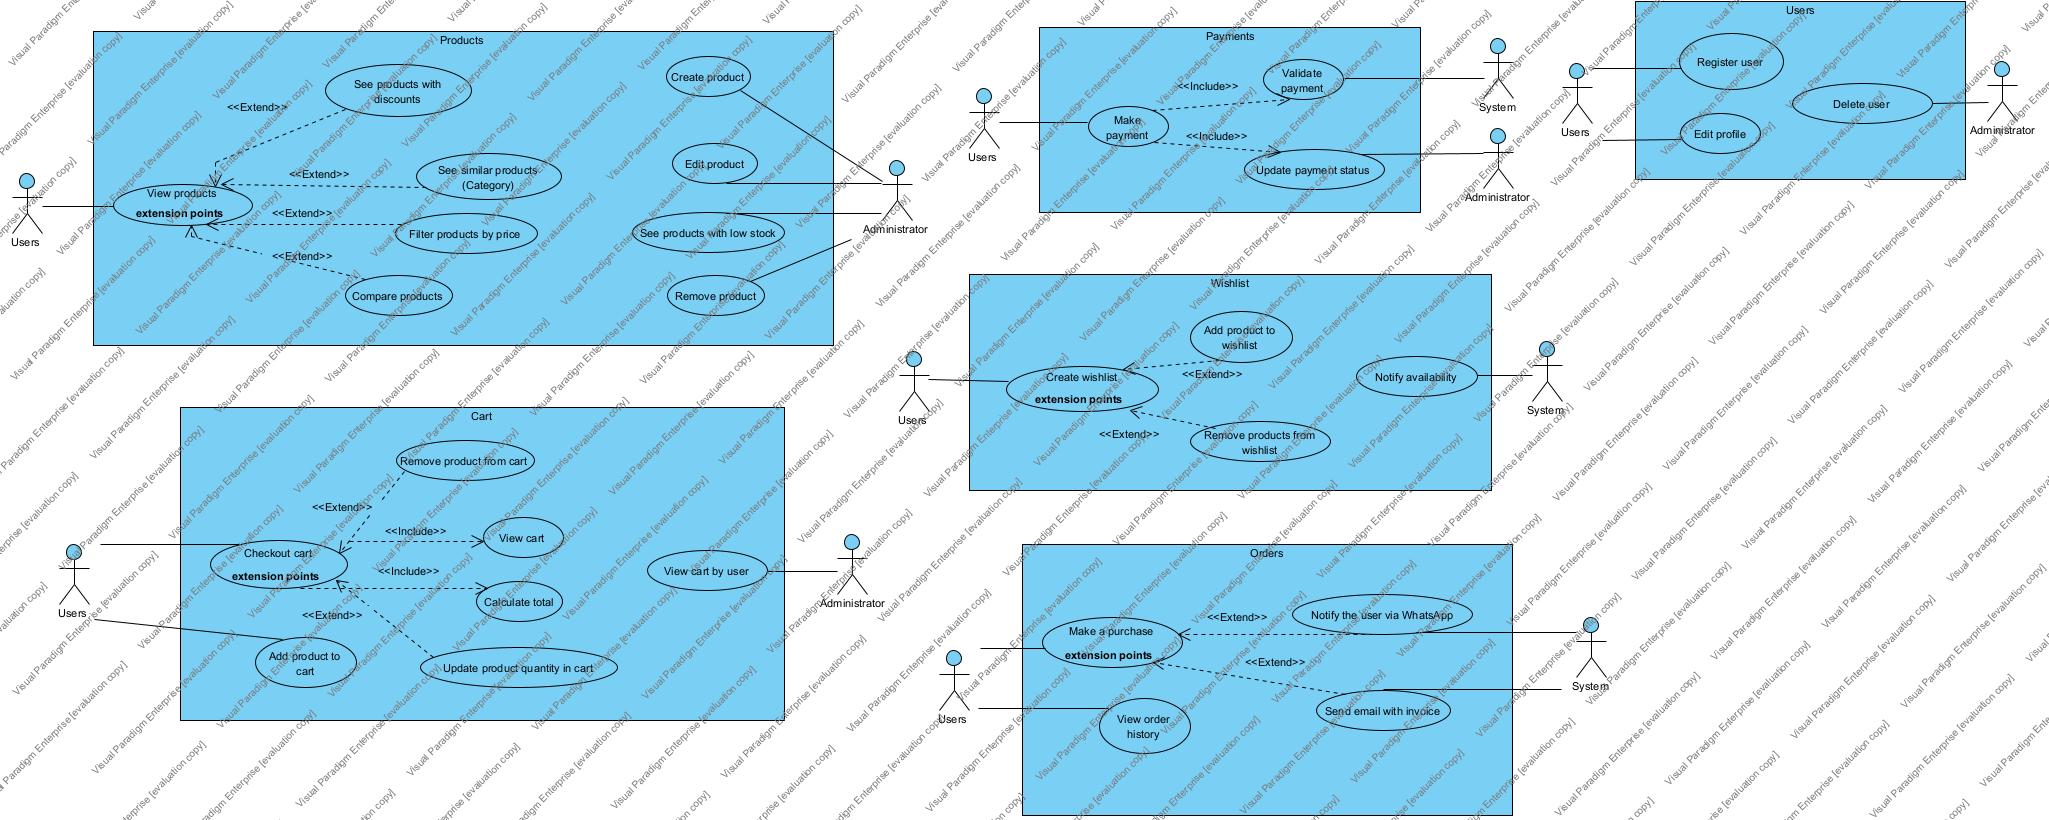 Products
See products with
discounts
<<Extend>>
See similar products
(Category)
<<Extend>>
View products
extension points
<<Extend>>
Filter products by price
<<Extend>>
Compare products
Create product
Edit product
See products with low stock
Remove product
Users
Administrator
Payments
Validate
payment
<<Include>>
Make
payment
<<Include>>
Update payment status
Users
System
Administrator
Users
Register user
Delete user
Edit profile
Users
Administrator
Wishlist
Add product to
wishlist
<<Extend>>
Create wishlist
extension points
Notify availability
<<Extend>>
Remove products from
wishlist
Users
System
Cart
Remove product from cart
<<Extend>>
<<Include>>
View cart
Checkout cart
extension points
<<Include>>
View cart by user
Calculate total
<<Extend>>
Add product to
cart
Update product quantity in cart
Users
Administrator
Orders
Notify the user via WhatsApp
<<Extend>>
Make a purchase
extension points
<<Extend>>
Send email with invoice
View order
history
Users
System
Visual Paradigm Enterprise [evaluation copy]